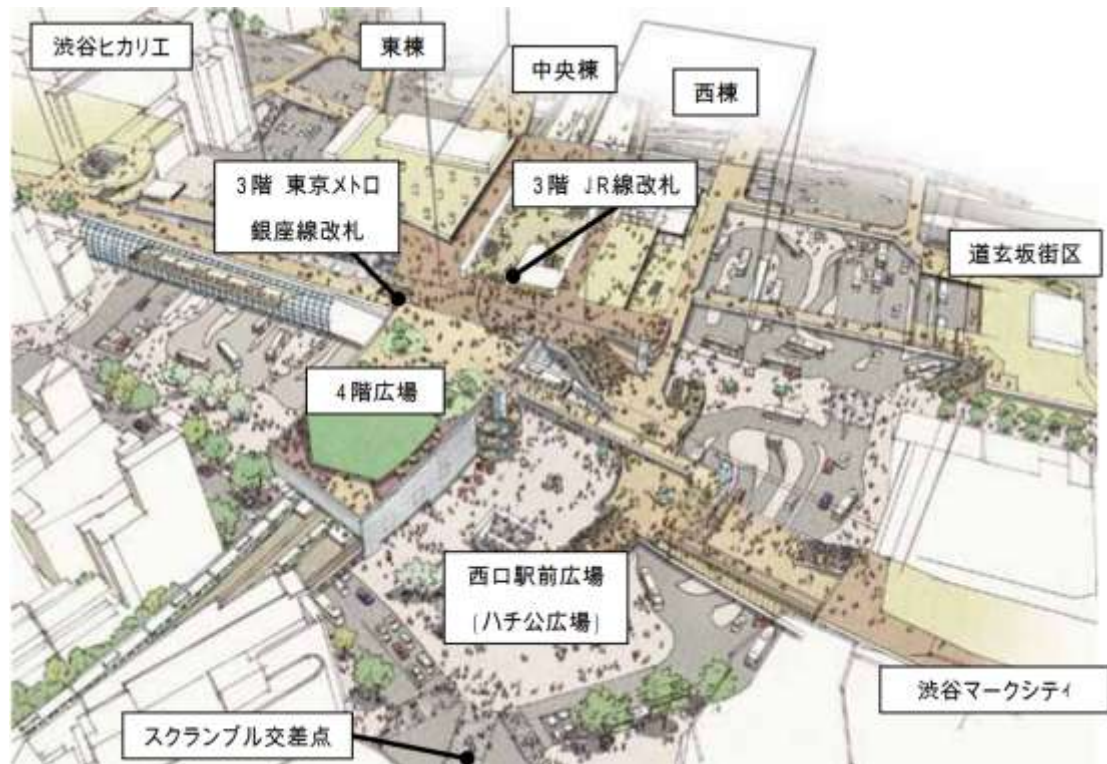 渋谷ヒカリエ
東棟
中央棟
西棟
3階 東京メトロ
銀座線改札
3階 JR線改札
道玄坂街区
4階広場
西口駅前広場
(ハチ公広場)
渋谷マークシティ
スクランブル交差点